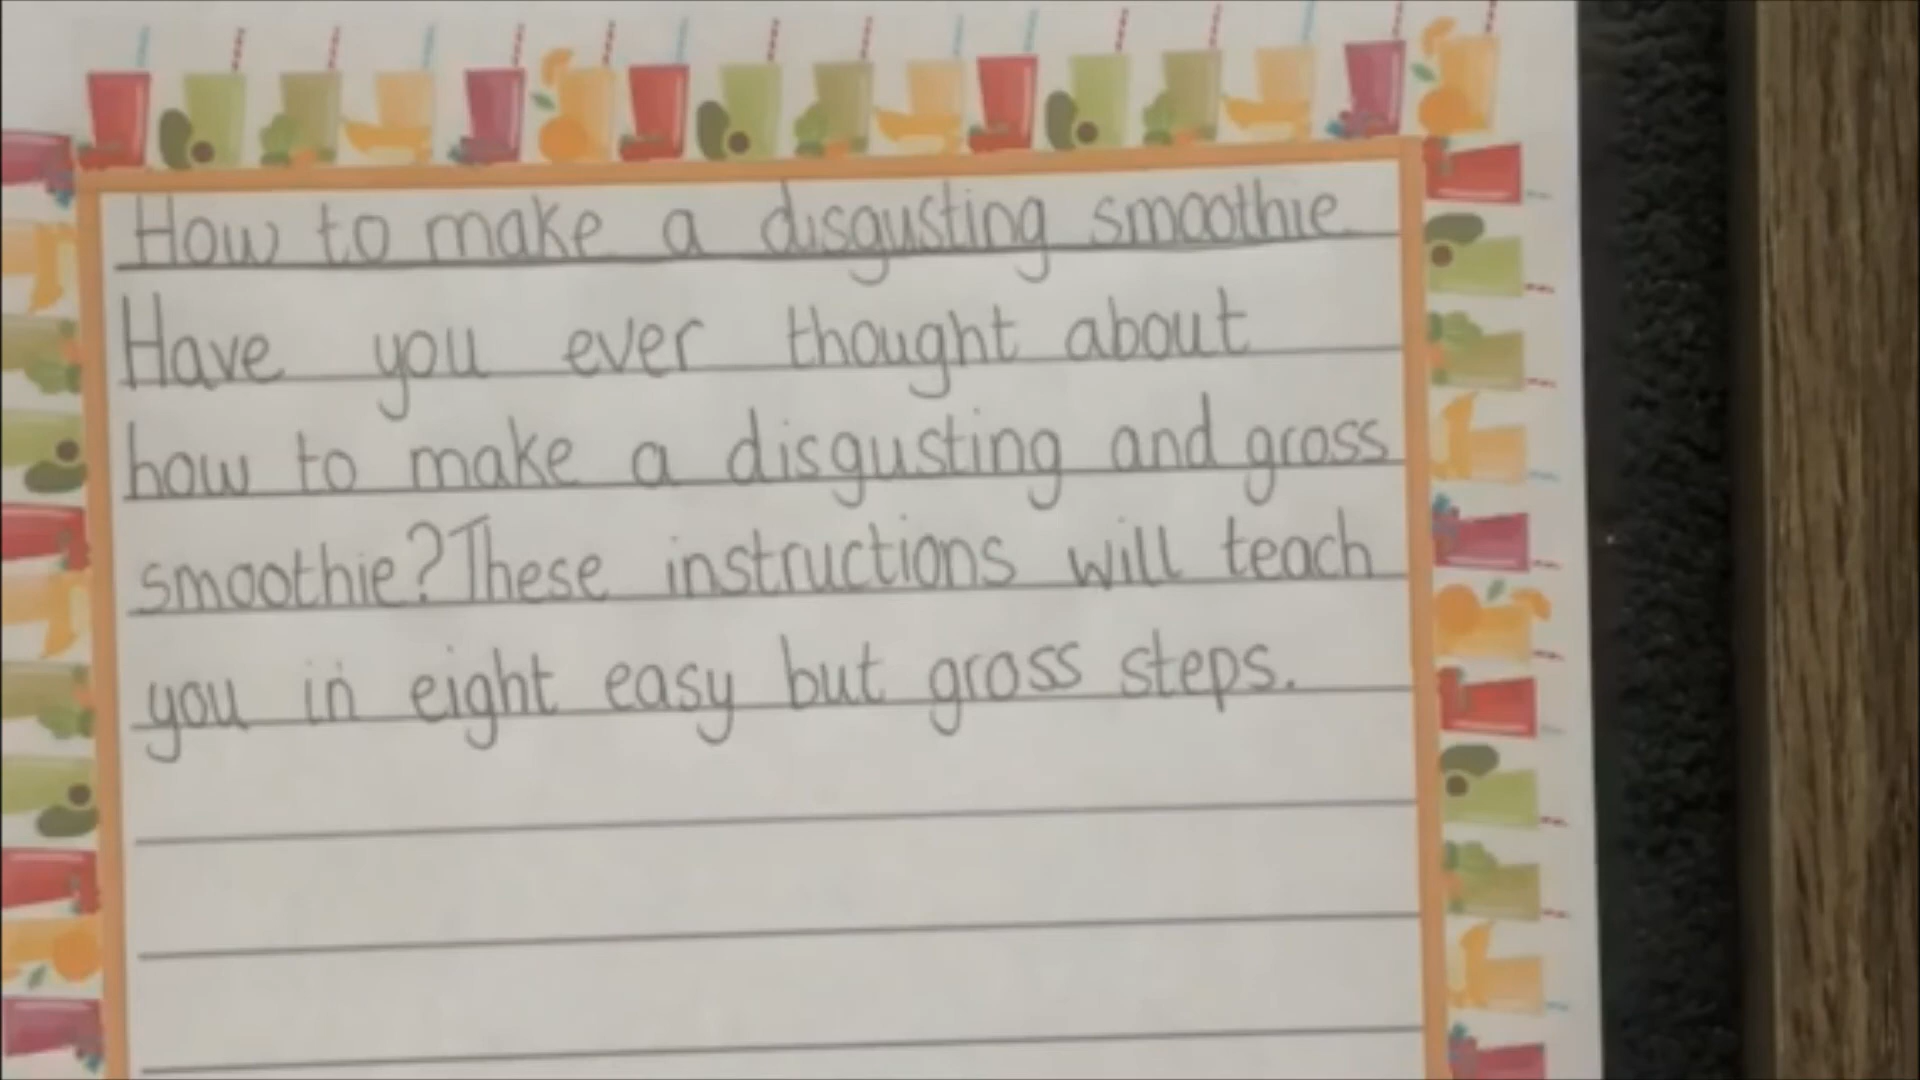 How to make a disgusting smoothie
Have you ever thought about
how to make a disgusting and gross
smoothie? These instructions will teach
you in eight easy but gross steps.